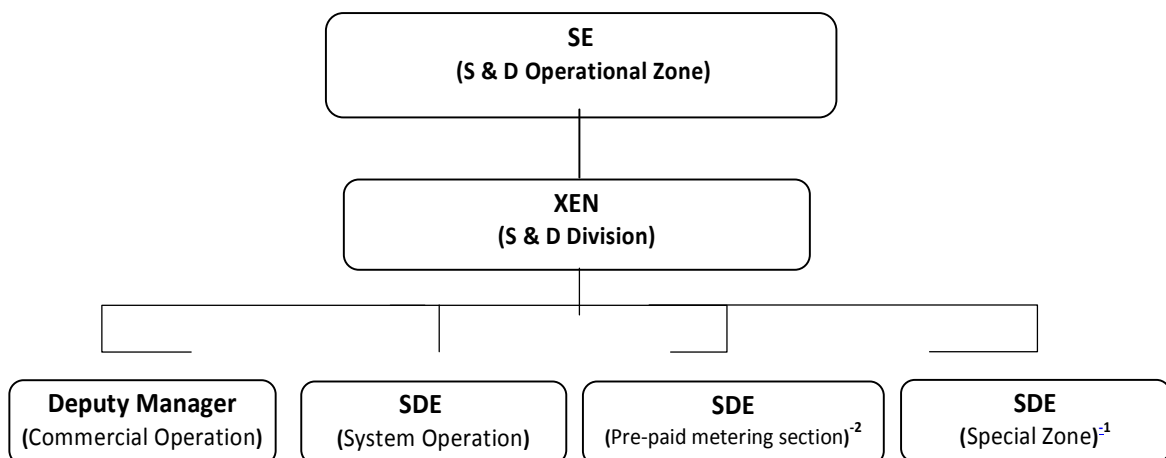 SE
(S & D Operational Zone)
XEN
(S & D Division)
Deputy Manager
(Commercial Operation)
SDE
(System Operation)
SDE
(Pre-paid metering section)-2
SDE
(Special Zone)-1